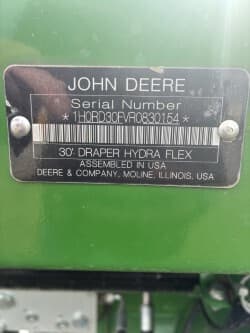 JOHN DEERE
Serial Number
*1H0RD30FVR0830154*
30' DRAPER HYDRA FLEX
ASSEMBLED IN USA
DEERE & COMPANY, MOLINE, ILLINOIS, USA